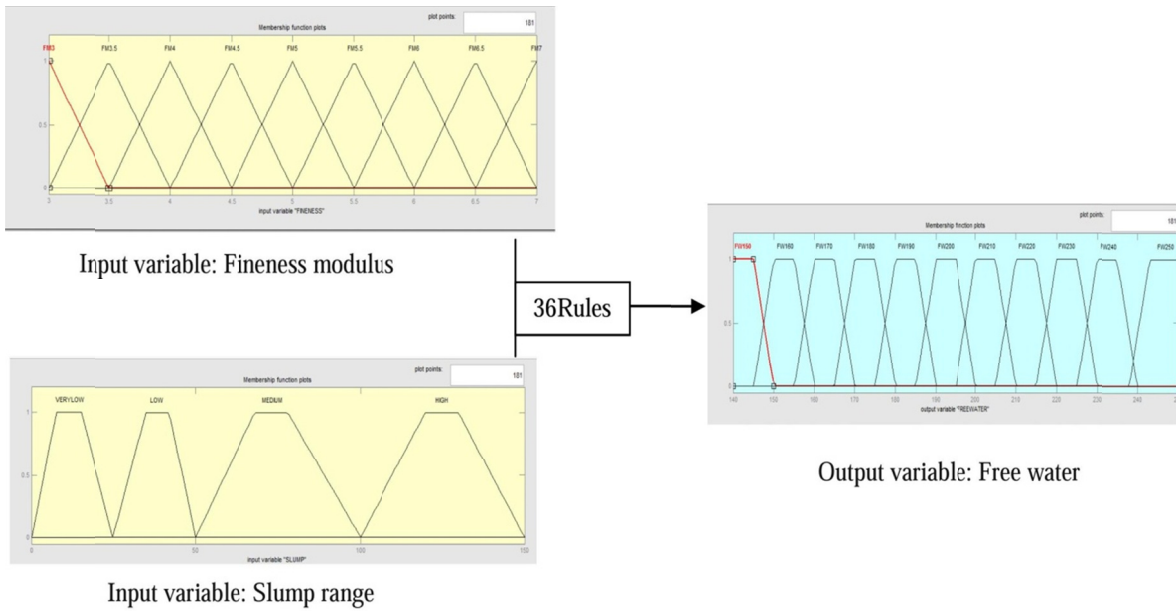 plot points: 181
Membership function plots
FM3 FM3.5 FM4 FM4.5 FM5 FM5.5 FM6 FM6.5 FM7
1
0.5
0
3 3.5 4 4.5 5 5.5 6 6.5 7
input variable "FINENESS"
Input variable: Fineness modulus
36Rules
plot points: 181
Membership function plots
FW150 FW160 FW170 FW180 FW190 FW200 FW210 FW220 FW230 FW240 FW250
1
0.5
0
140 150 160 170 180 190 200 210 220 230 240
output variable "REEWATER"
Output variable: Free water
plot points: 181
Membership function plots
VERYLOW LOW MEDIUM HIGH
1
0.5
0
0 50 100 150
input variable "SLUMP"
Input variable: Slump range